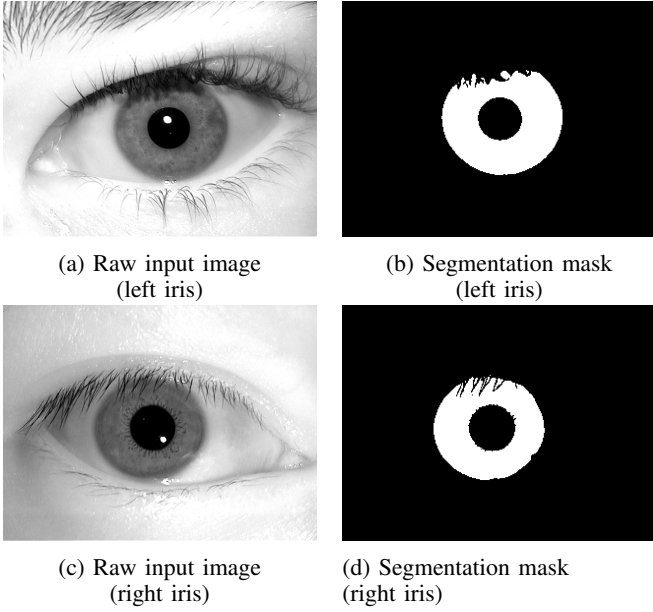 (a) Raw input image
(left iris)
(b) Segmentation mask
(left iris)
(c) Raw input image
(right iris)
(d) Segmentation mask
(right iris)